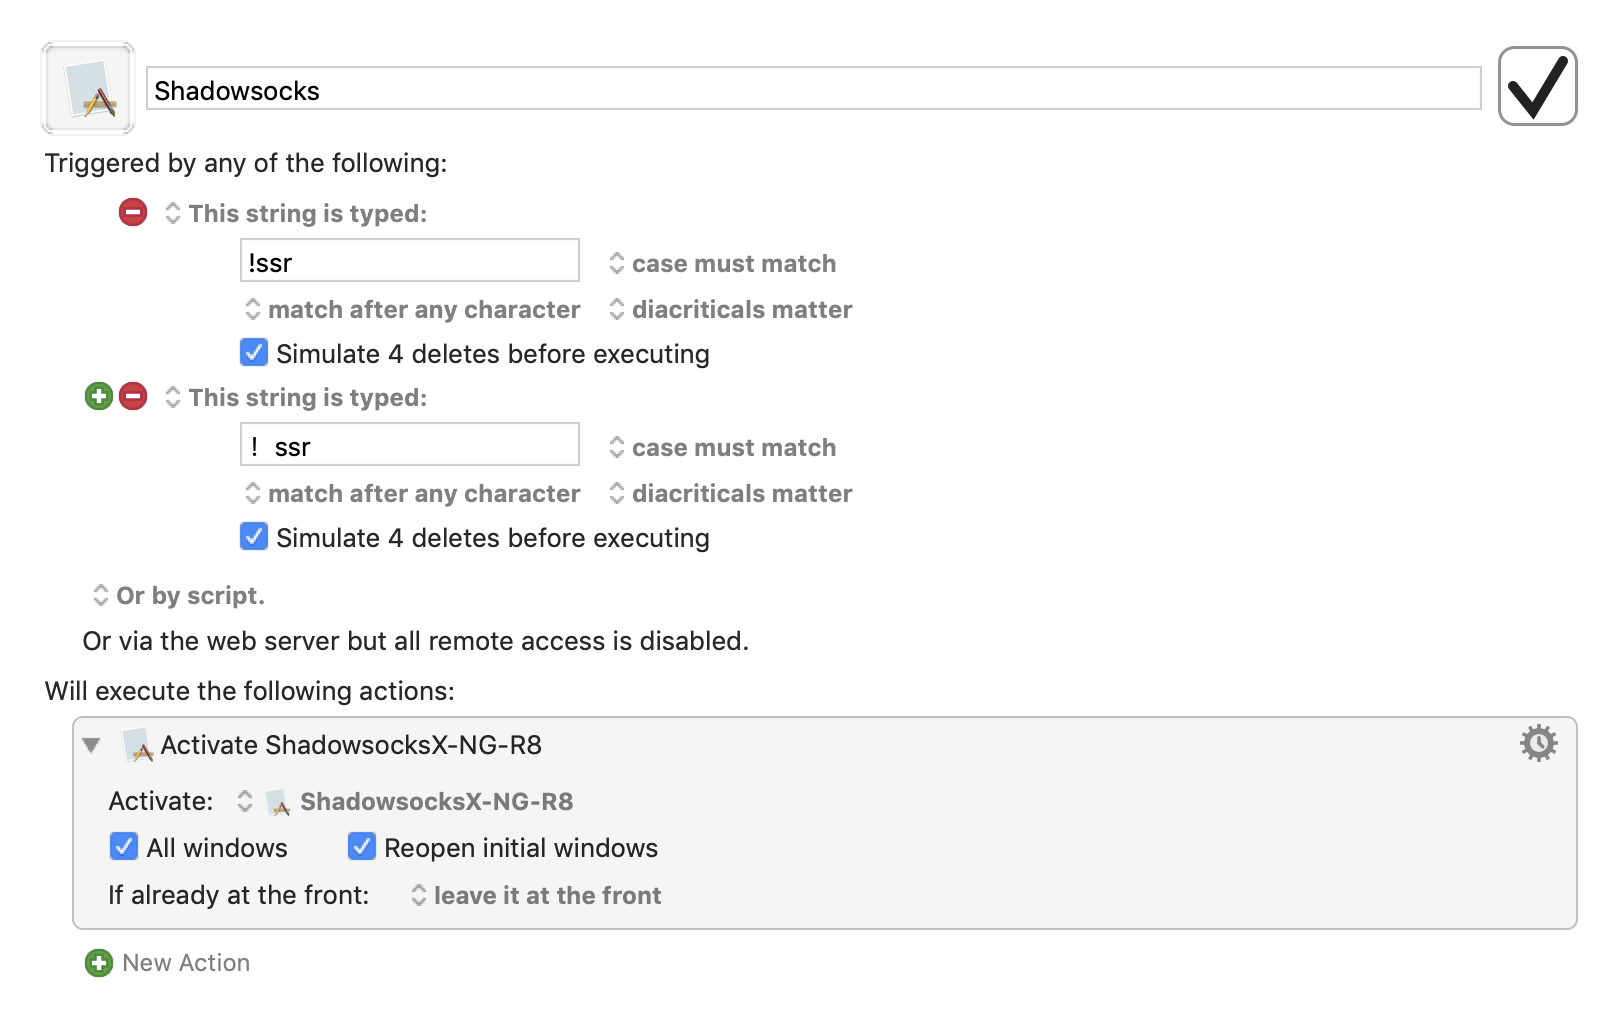 Shadowsocks
Triggered by any of the following:
This string is typed:
!ssr
case must match
match after any character
diacriticals matter
Simulate 4 deletes before executing
This string is typed:
！ssr
case must match
match after any character
diacriticals matter
Simulate 4 deletes before executing
Or by script.
Or via the web server but all remote access is disabled.
Will execute the following actions:
Activate ShadowsocksX-NG-R8
Activate: ShadowsocksX-NG-R8
All windows
Reopen initial windows
If already at the front: leave it at the front
New Action